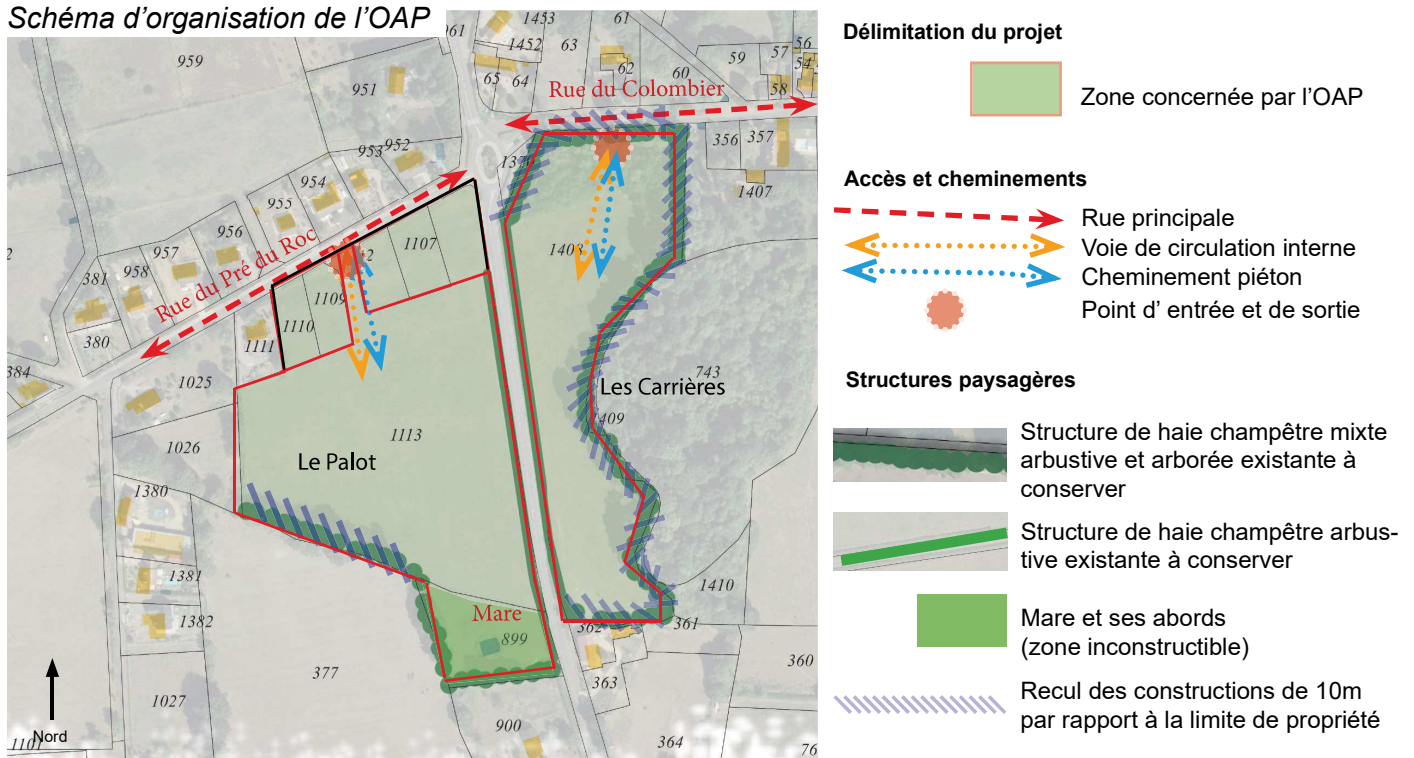 Schéma d’organisation de l’OAP
959
951
952
953
954
955
956
957
958
381
380
384
1453
1452
61
63
62
60
65
64
59
57
56
54
58
Rue du Colombier
356
357
1407
Rue du Pré du Roc
1107
1109
1110
1111
1025
1026
1408
743
Les Carrières
1409
1113
Le Palot
1380
1381
1382
1410
Mare
899
362
361
363
360
377
1027
900
364
76
1101
Nord
Délimitation du projet
Zone concernée par l’OAP
Accès et cheminements
Rue principale
Voie de circulation interne
Cheminement piéton
Point d’ entrée et de sortie
Structures paysagères
Structure de haie champêtre mixte
arbustive et arborée existante à
conserver
Structure de haie champêtre arbus-
tive existante à conserver
Mare et ses abords
(zone inconstructible)
Recul des constructions de 10m
par rapport à la limite de propriété